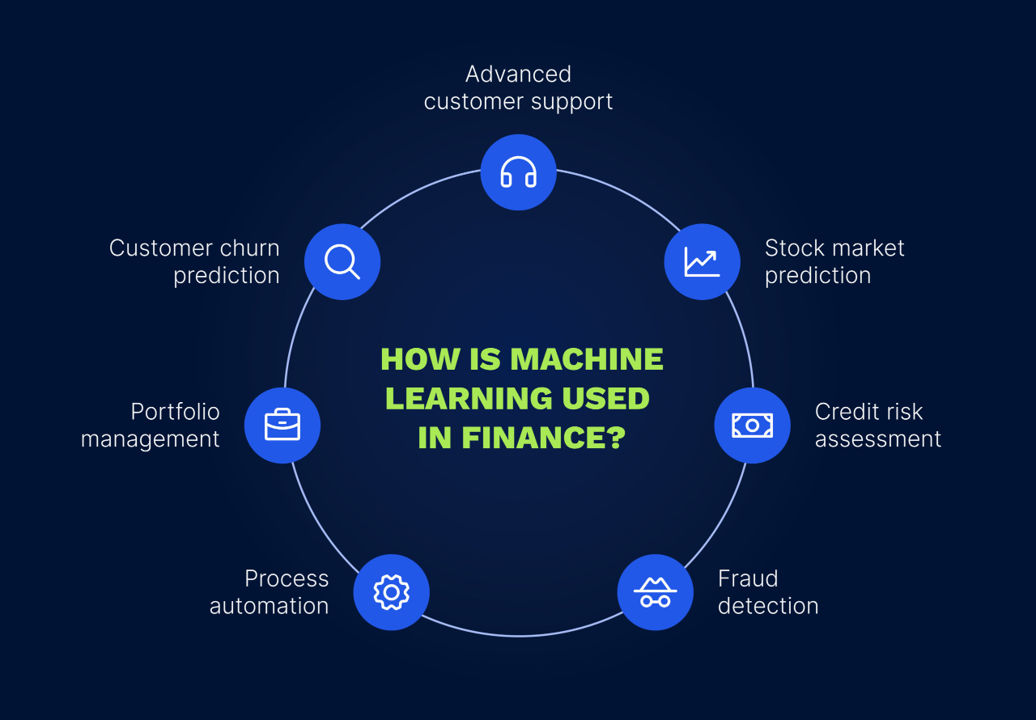 Advanced
customer support
Customer churn
prediction
Stock market
prediction
HOW IS MACHINE
LEARNING USED
IN FINANCE?
Portfolio
management
Credit risk
assessment
Process
automation
Fraud
detection